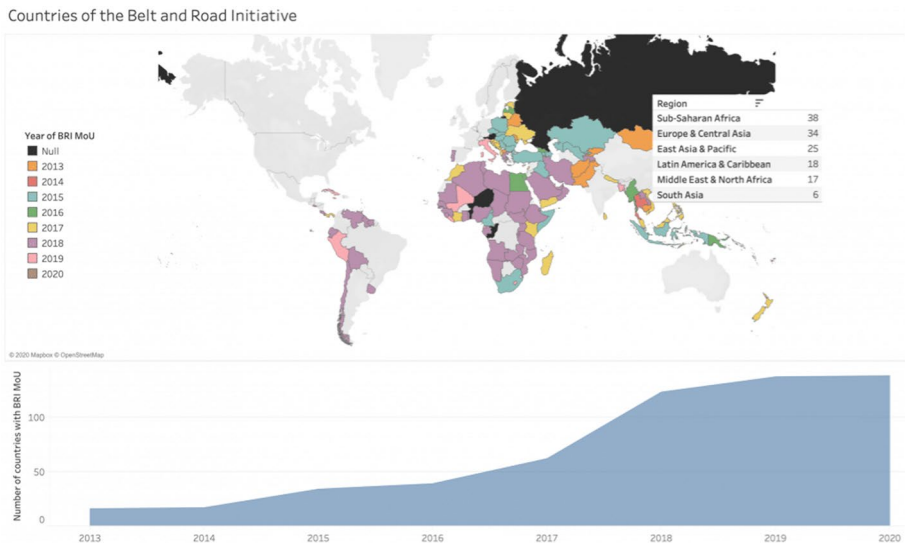 Countries of the Belt and Road Initiative
Year of BRI MoU
Null
2013
2014
2015
2016
2017
2018
2019
2020
Region
Sub-Saharan Africa 38
Europe & Central Asia 34
East Asia & Pacific 25
Latin America & Caribbean 18
Middle East & North Africa 17
South Asia 6
© 2020 Mapbox © OpenStreetMap
Number of countries with BRI MoU
100
50
0
2013 2014 2015 2016 2017 2018 2019 2020